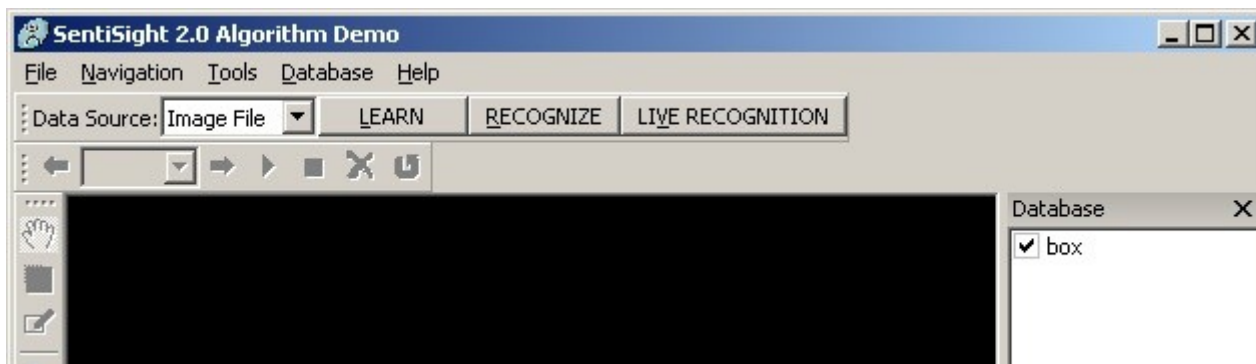 SentiSight 2.0 Algorithm Demo
File Navigation Tools Database Help
Data Source: Image File LEARN RECOGNIZE LIVE RECOGNITION
Database
box